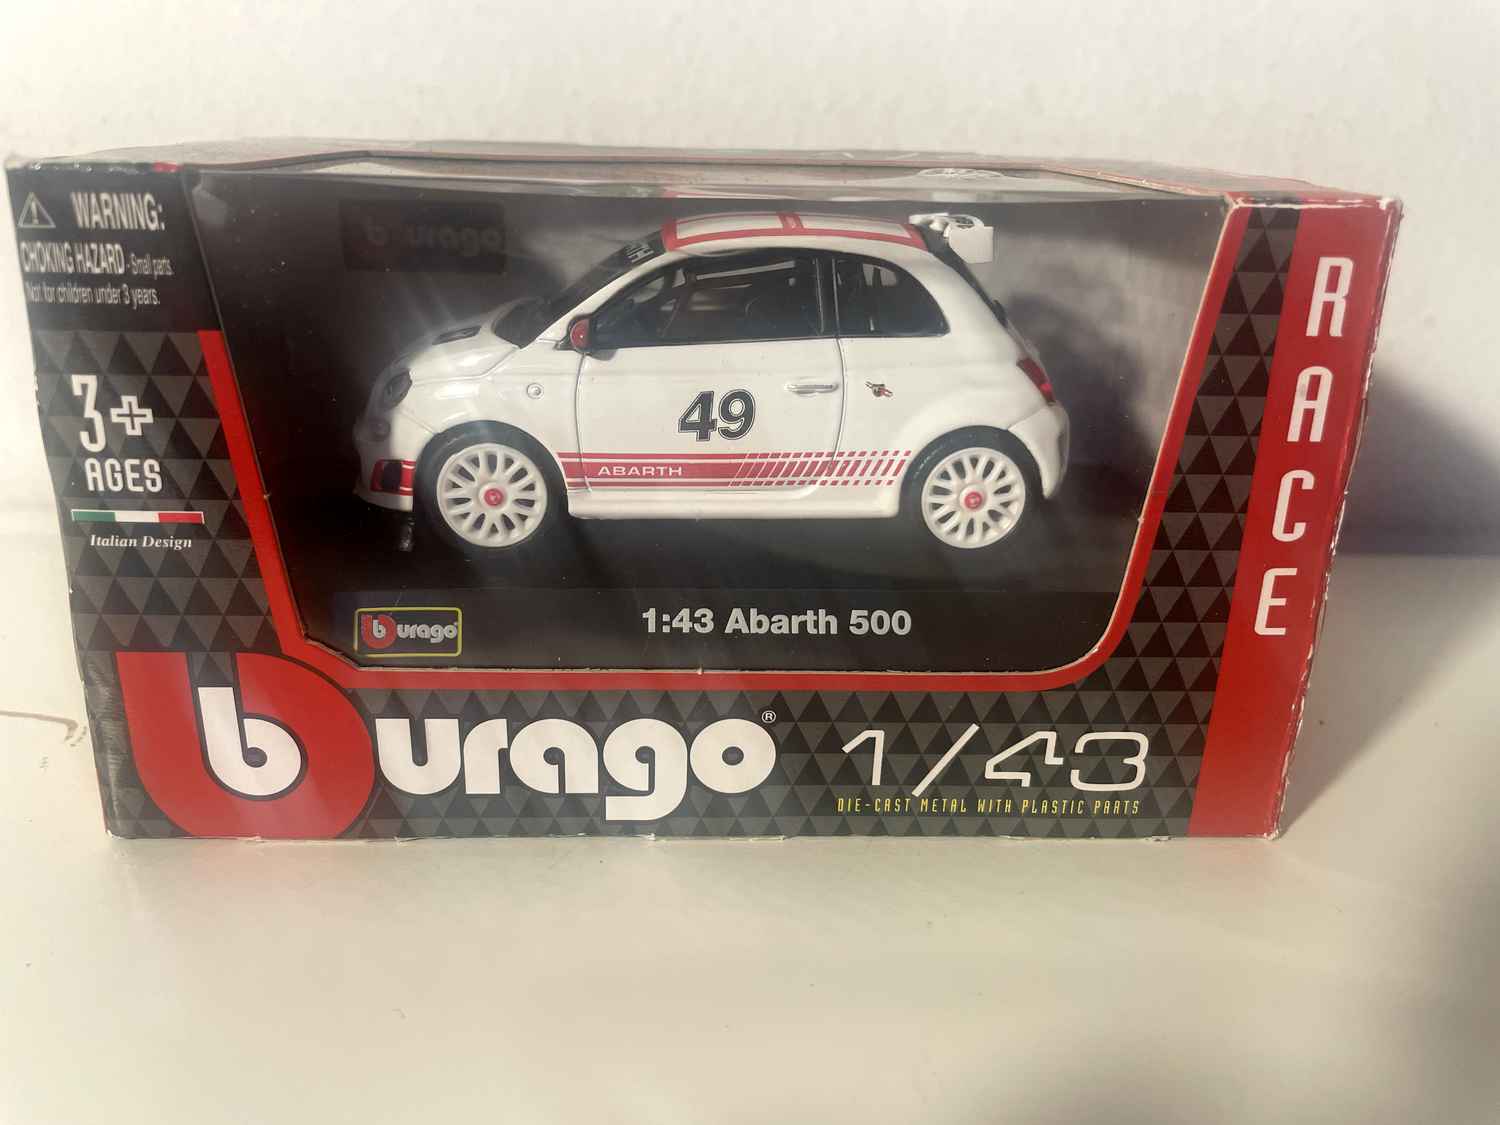 WARNING:
CHOKING HAZARD - Small parts.
Not for children under 3 years.
3+
AGES
Italian Design
burago
49
ABARTH
burago
1:43 Abarth 500
burago®
1/43
DIE-CAST METAL WITH PLASTIC PARTS
RACE